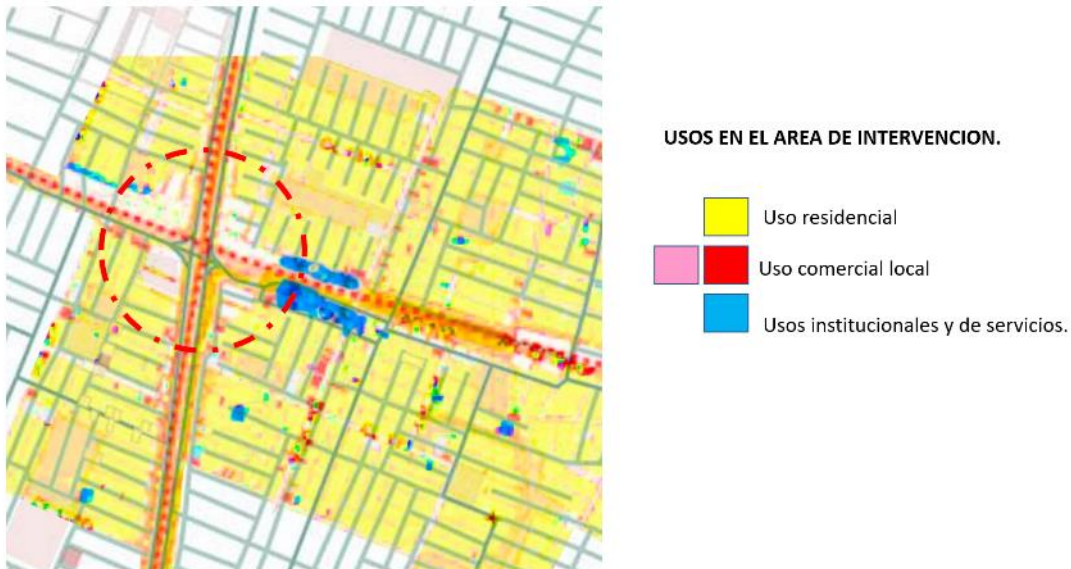 USOS EN EL AREA DE INTERVENCION.
Uso residencial
Uso comercial local
Usos institucionales y de servicios.